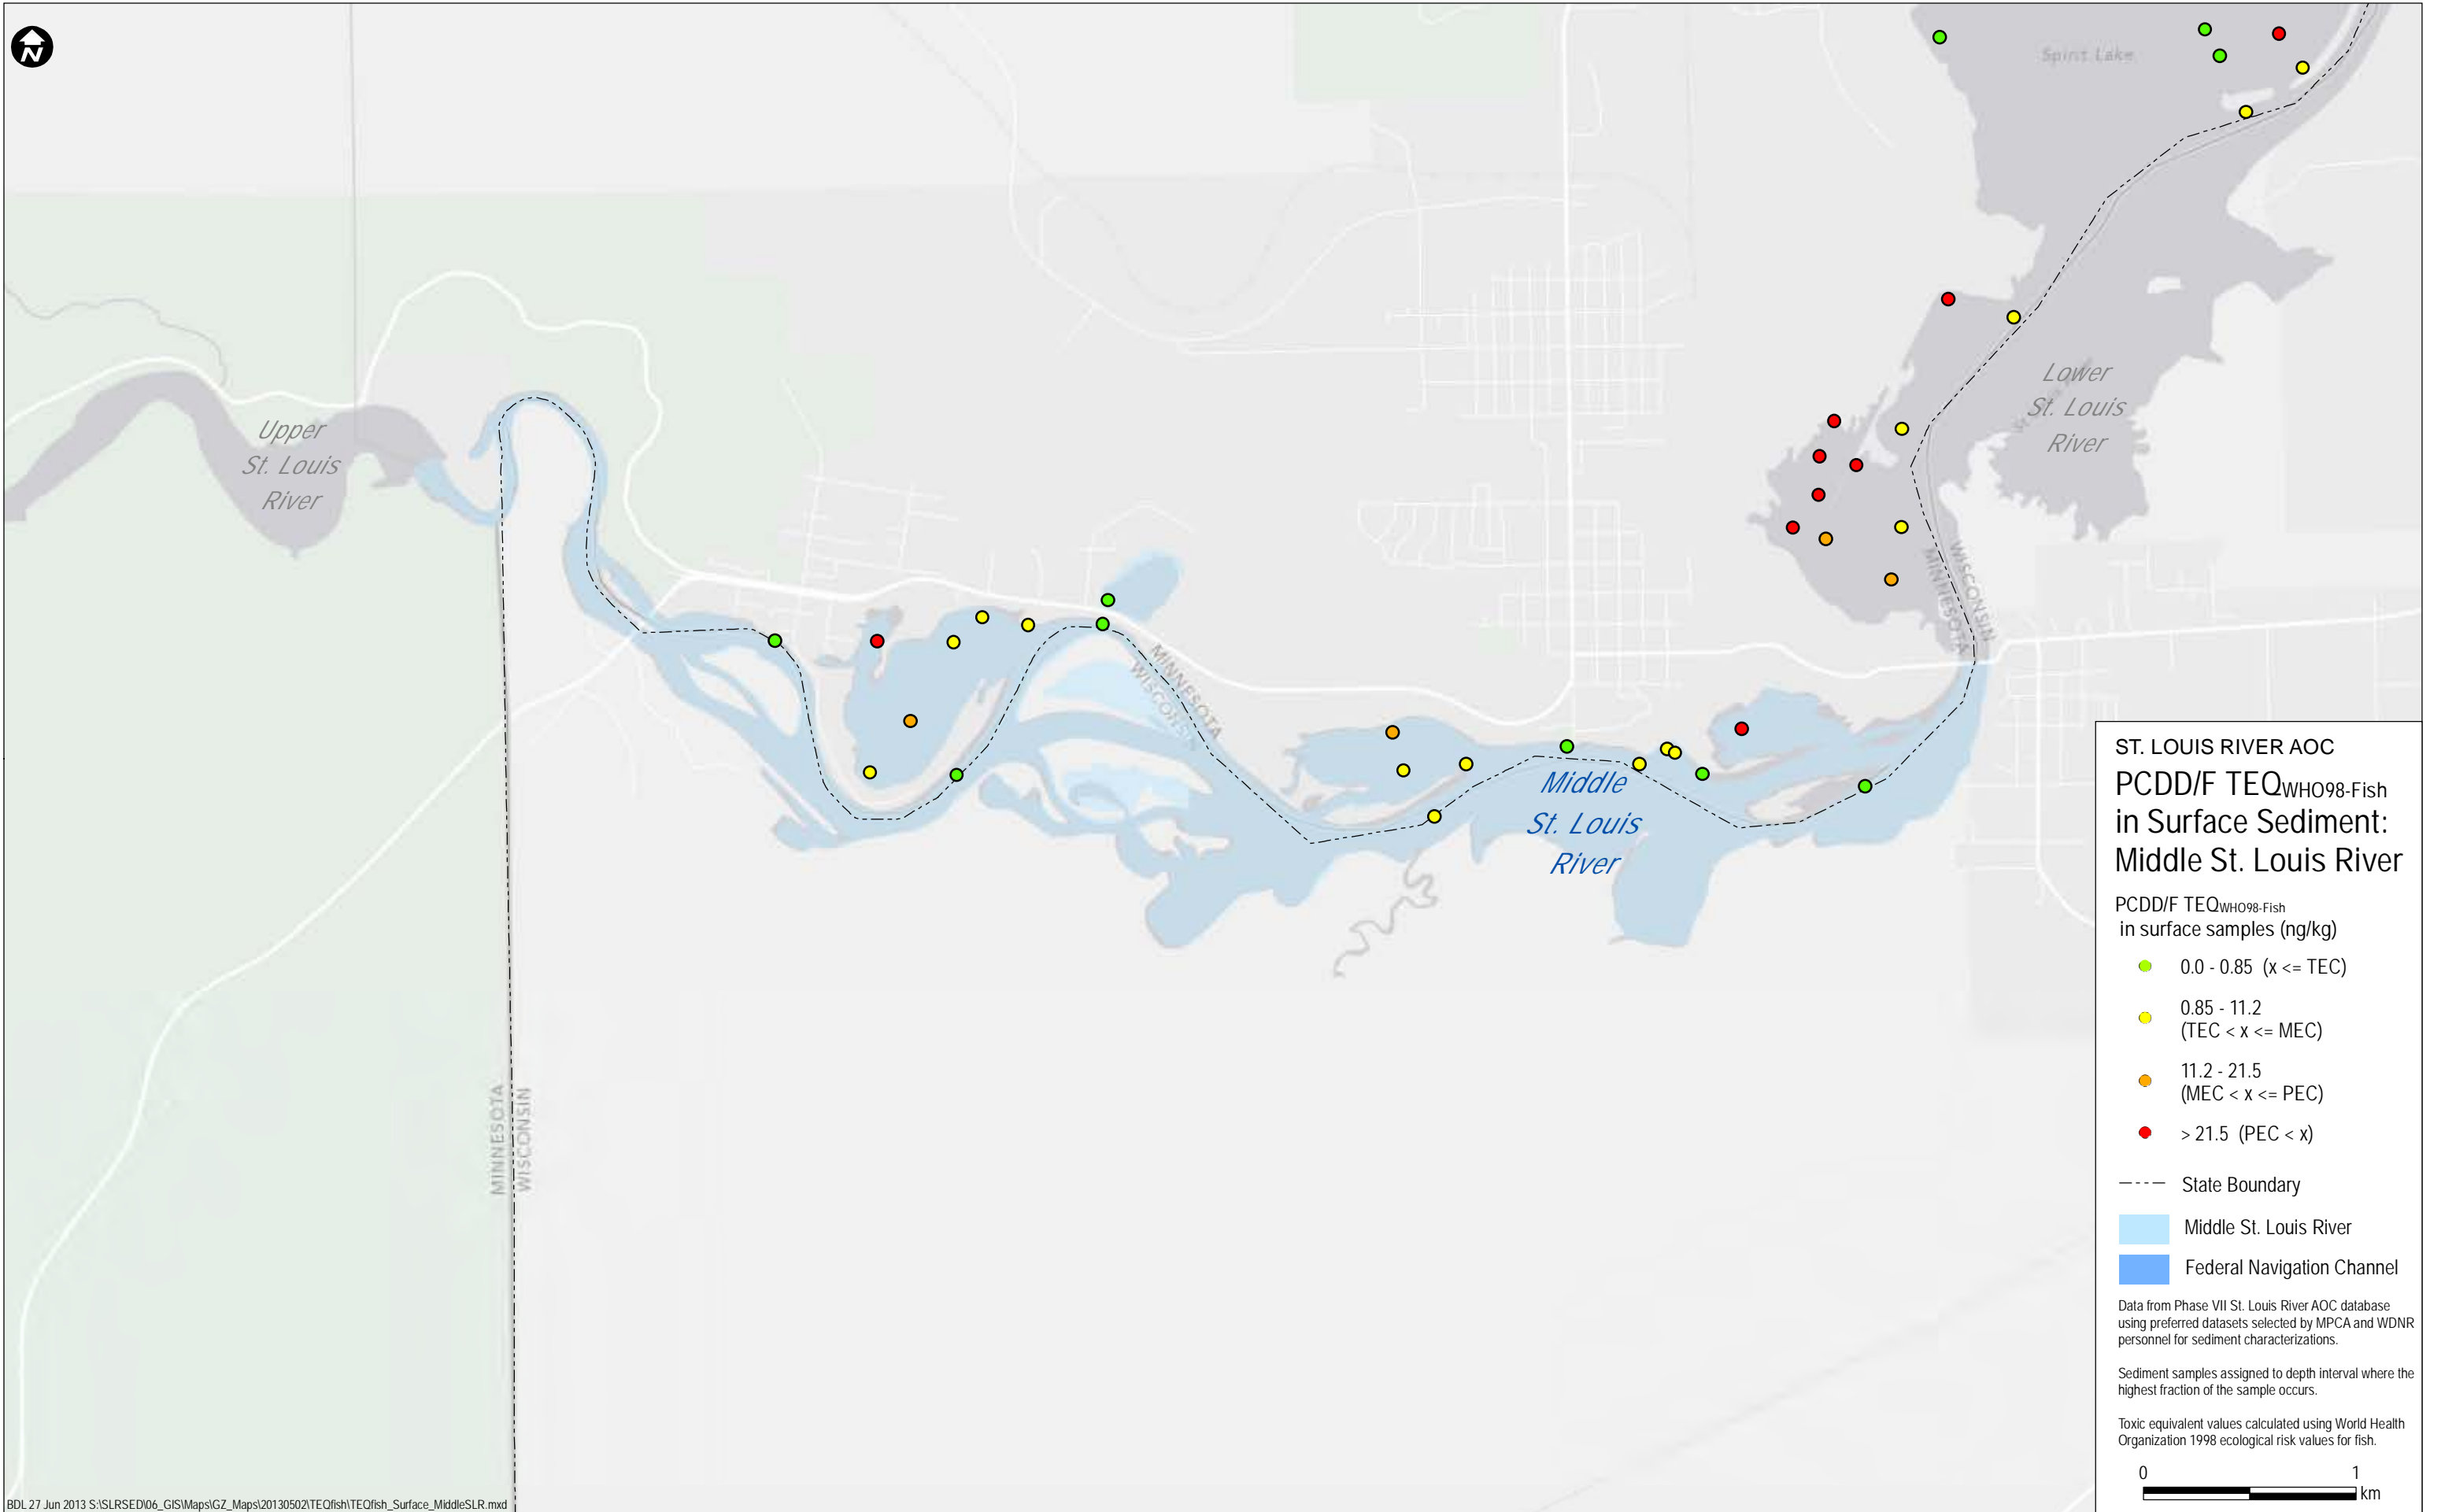 N
Spirit Lake
Upper
St. Louis
River
Lower
St. Louis
River
WISCONSIN
MINNESOTA
MINNESOTA
WISCONSIN
Middle
St. Louis
River
MINNESOTA
WISCONSIN
ST. LOUIS RIVER AOC
PCDD/F TEQWHO98-Fish
in Surface Sediment:
Middle St. Louis River
PCDD/F TEQWHO98-Fish
in surface samples (ng/kg)
0.0 - 0.85 (x <= TEC)
0.85 - 11.2
(TEC < x <= MEC)
11.2 - 21.5
(MEC < x <= PEC)
> 21.5 (PEC < x)
State Boundary
Middle St. Louis River
Federal Navigation Channel
Data from Phase VII St. Louis River AOC database
using preferred datasets selected by MPCA and WDNR
personnel for sediment characterizations.
Sediment samples assigned to depth interval where the
highest fraction of the sample occurs.
Toxic equivalent values calculated using World Health
Organization 1998 ecological risk values for fish.
0 1
km
BDL 27 Jun 2013 S:\SLRSED\06_GIS\Maps\GZ_Maps\20130502\TEQfish\TEQfish_Surface_MiddleSLR.mxd